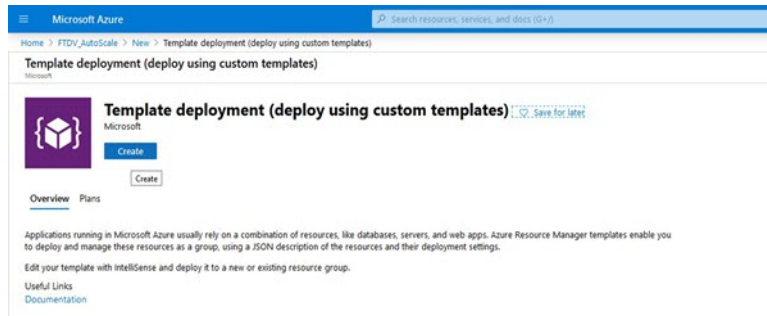 Microsoft Azure
Search resources, services, and docs (G+/)
Home > FTDV_AutoScale > New > Template deployment (deploy using custom templates)
Template deployment (deploy using custom templates)
Microsoft
Template deployment (deploy using custom templates)
Save for later
Microsoft
Create
Create
Overview Plans
Applications running in Microsoft Azure usually rely on a combination of resources, like databases, servers, and web apps. Azure Resource Manager templates enable you
to deploy and manage these resources as a group, using a JSON description of the resources and their deployment settings.
Edit your template with IntelliSense and deploy it to a new or existing resource group.
Useful Links
Documentation